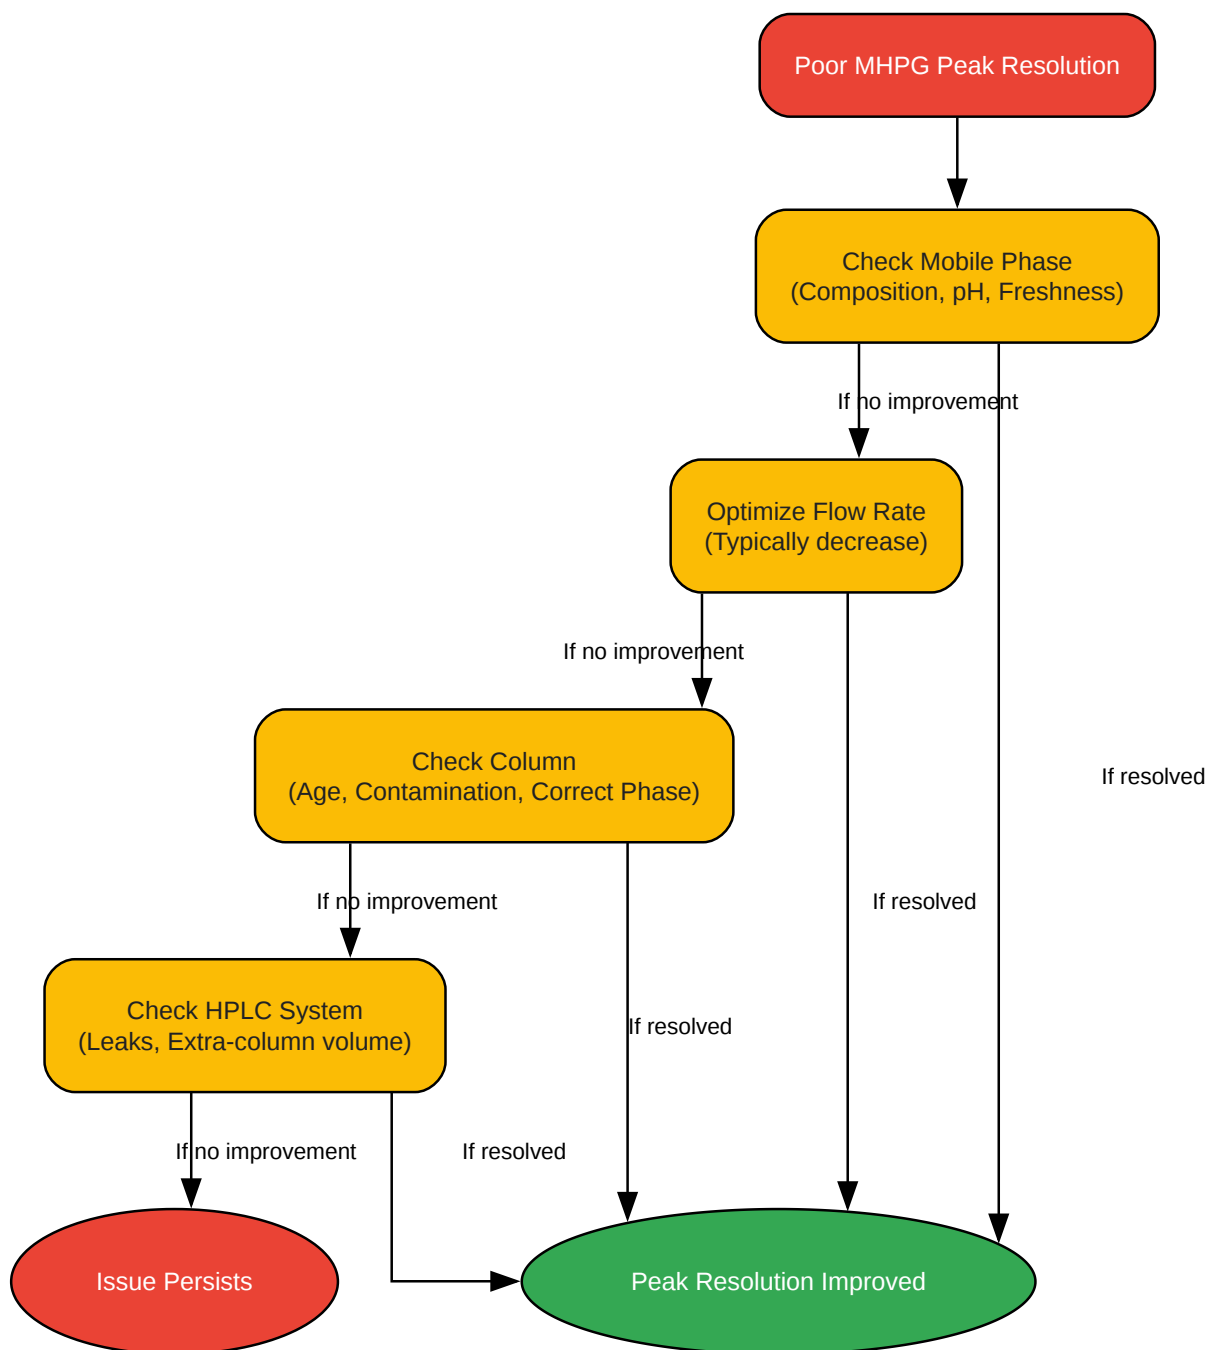 Poor MHPG Peak Resolution
Check Mobile Phase
(Composition, pH, Freshness)
If no improvement
Optimize Flow Rate
(Typically decrease)
If no improvement
Check Column
(Age, Contamination, Correct Phase)
If resolved
If no improvement
If resolved
Check HPLC System
(Leaks, Extra-column volume)
If resolved
If no improvement
If resolved
Issue Persists
Peak Resolution Improved